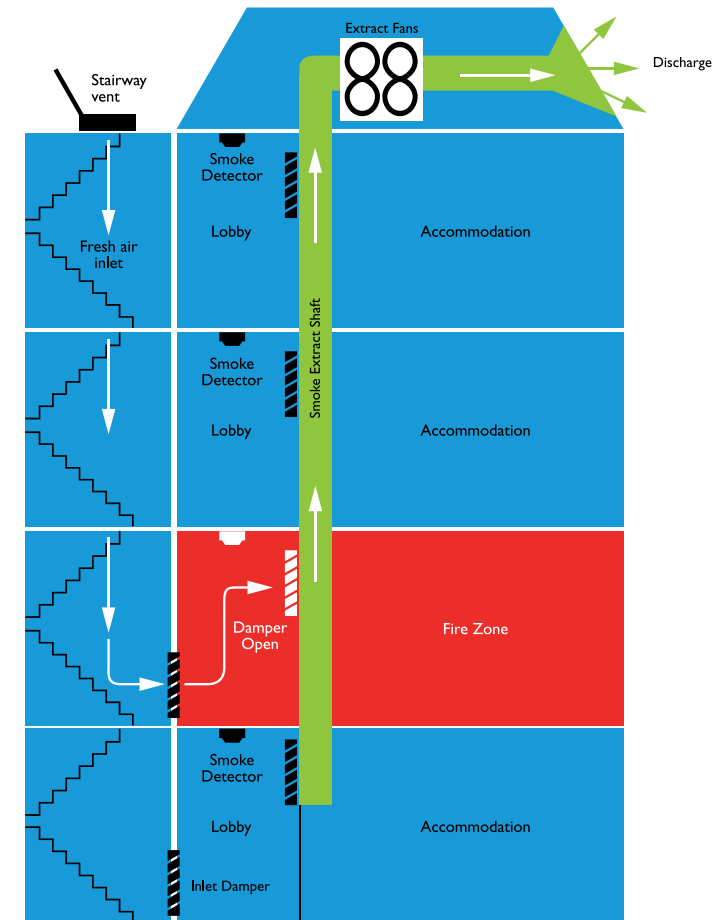 Extract Fans
Discharge
Stairway
vent
Smoke
Detector
Fresh air
inlet
Lobby
Accommodation
Smoke Extract Shaft
Smoke
Detector
Lobby
Accommodation
Damper
Open
Fire Zone
Smoke
Detector
Lobby
Accommodation
Inlet Damper